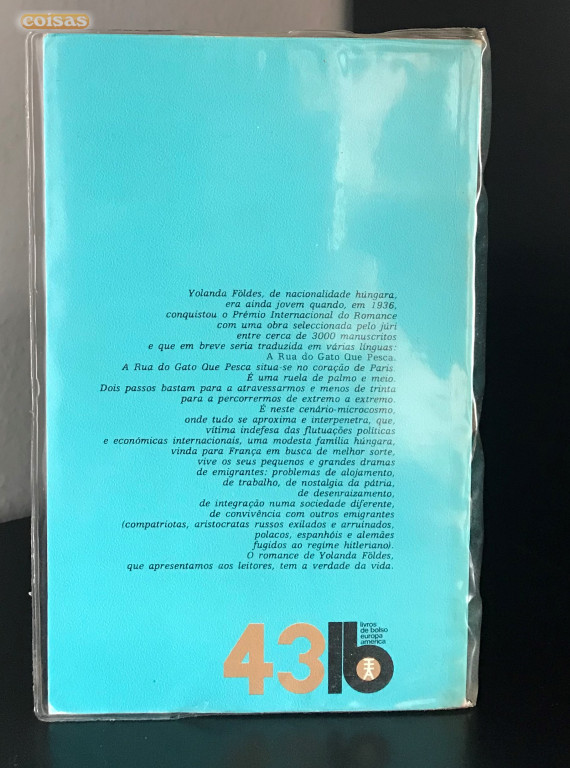 coisas
Yolanda Földes, de nacionalidade húngara,
era ainda jovem quando, em 1936,
conquistou o Prémio Internacional do Romance
com uma obra seleccionada pelo júri
entre cerca de 3000 manuscritos
e que em breve seria traduzida em várias línguas:
A Rua do Gato Que Pesca.
A Rua do Gato Que Pesca situa-se no coração de Paris.
É uma ruela de palmo e meio.
Dois passos bastam para a atravessarmos e menos de trinta
para a percorrermos de extremo a extremo.
É neste cenário-microcosmo,
onde tudo se aproxima e interpenetra, que,
vítima indefesa das flutuações políticas
e económicas internacionais, uma modesta família húngara,
vinda para França em busca de melhor sorte,
vive os seus pequenos e grandes dramas
de emigrantes: problemas de alojamento,
de trabalho, de nostalgia da pátria,
de desenraizamento,
de integração numa sociedade diferente,
de convivência com outros emigrantes
(compatriotas, aristocratas russos exilados e arruinados,
polacos, espanhóis e alemães
fugidos ao regime hitleriano).
O romance de Yolanda Földes,
que apresentamos aos leitores, tem a verdade da vida.
43 lb
livros
de bolso
europa
america
EA